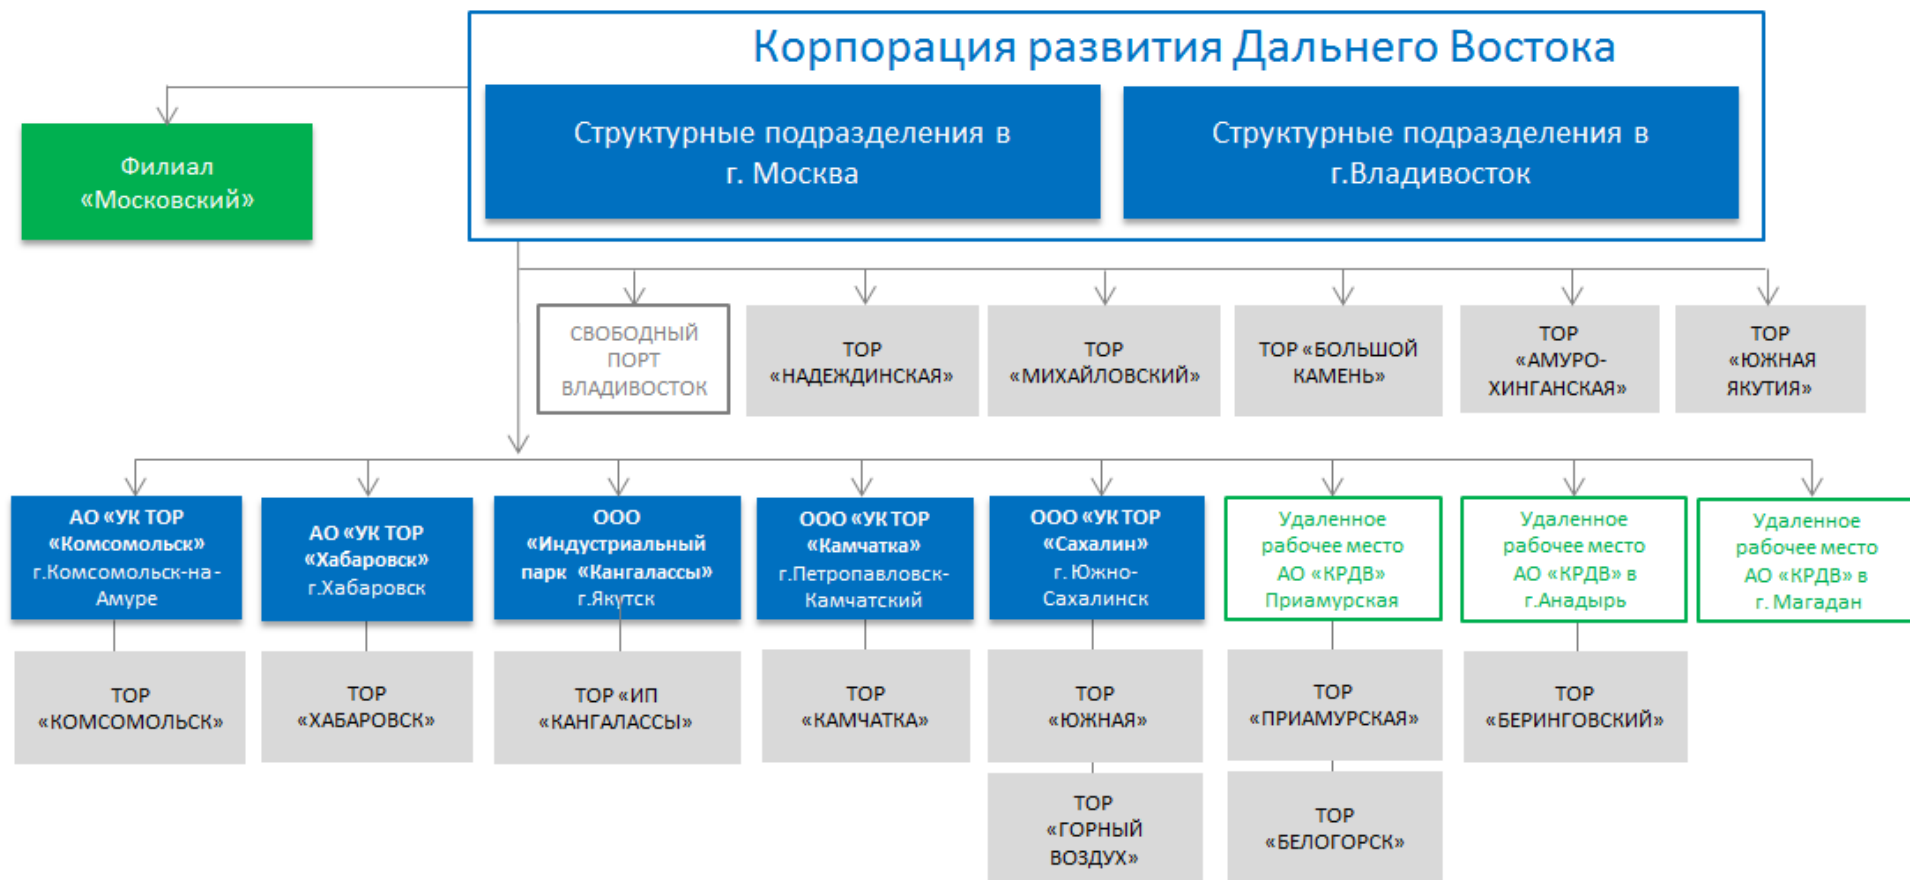 Корпорация развития Дальнего Востока
Структурные подразделения в
г. Москва
Структурные подразделения в
г.Владивосток
Филиал
«Московский»
СВОБОДНЫЙ
ПОРТ
ВЛАДИВОСТОК
ТОР
«НАДЕЖДИНСКАЯ»
ТОР
«МИХАЙЛОВСКИЙ»
ТОР «БОЛЬШОЙ
КАМЕНЬ»
ТОР
«АМУРО-
ХИНГАНСКАЯ»
ТОР
«ЮЖНАЯ
ЯКУТИЯ»
АО «УК ТОР
«Комсомольск»
г.Комсомольск-на-
Амуре
АО «УК ТОР
«Хабаровск»
г.Хабаровск
ООО
«Индустриальный
парк «Кангалассы»
г.Якутск
ООО «УК ТОР
«Камчатка»
г.Петропавловск-
Камчатский
ООО «УК ТОР
«Сахалин»
г. Южно-
Сахалинск
Удаленное
рабочее место
АО «КРДВ»
Приамурская
Удаленное
рабочее место
АО «КРДВ» в
г.Анадырь
Удаленное
рабочее место
АО «КРДВ» в
г. Магадан
ТОР
«КОМСОМОЛЬСК»
ТОР
«ХАБАРОВСК»
ТОР «ИП
«КАНГАЛАССЫ»
ТОР
«КАМЧАТКА»
ТОР
«ЮЖНАЯ»
ТОР
«ПРИАМУРСКАЯ»
ТОР
«БЕРИНГОВСКИЙ»
ТОР
«ГОРНЫЙ
ВОЗДУХ»
ТОР
«БЕЛОГОРСК»